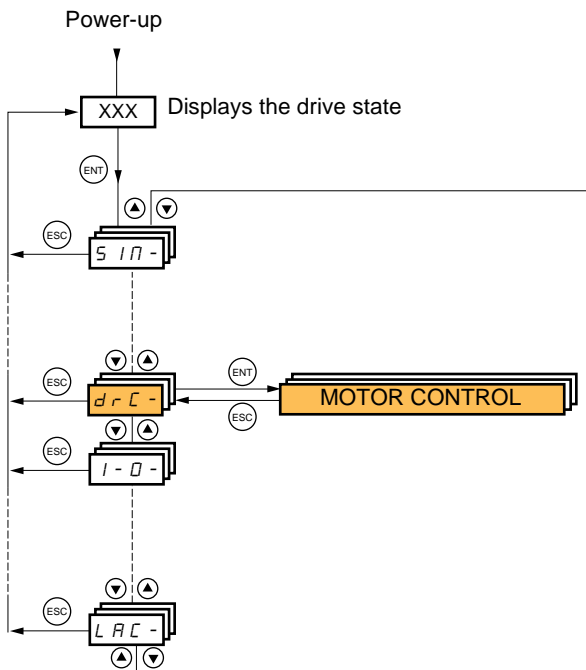 Power-up
XXX Displays the drive state
ENT
ESC
SIM-
ENT
ESC
drC-
MOTOR CONTROL
ESC
ESC
I-O-
ESC
LAC-